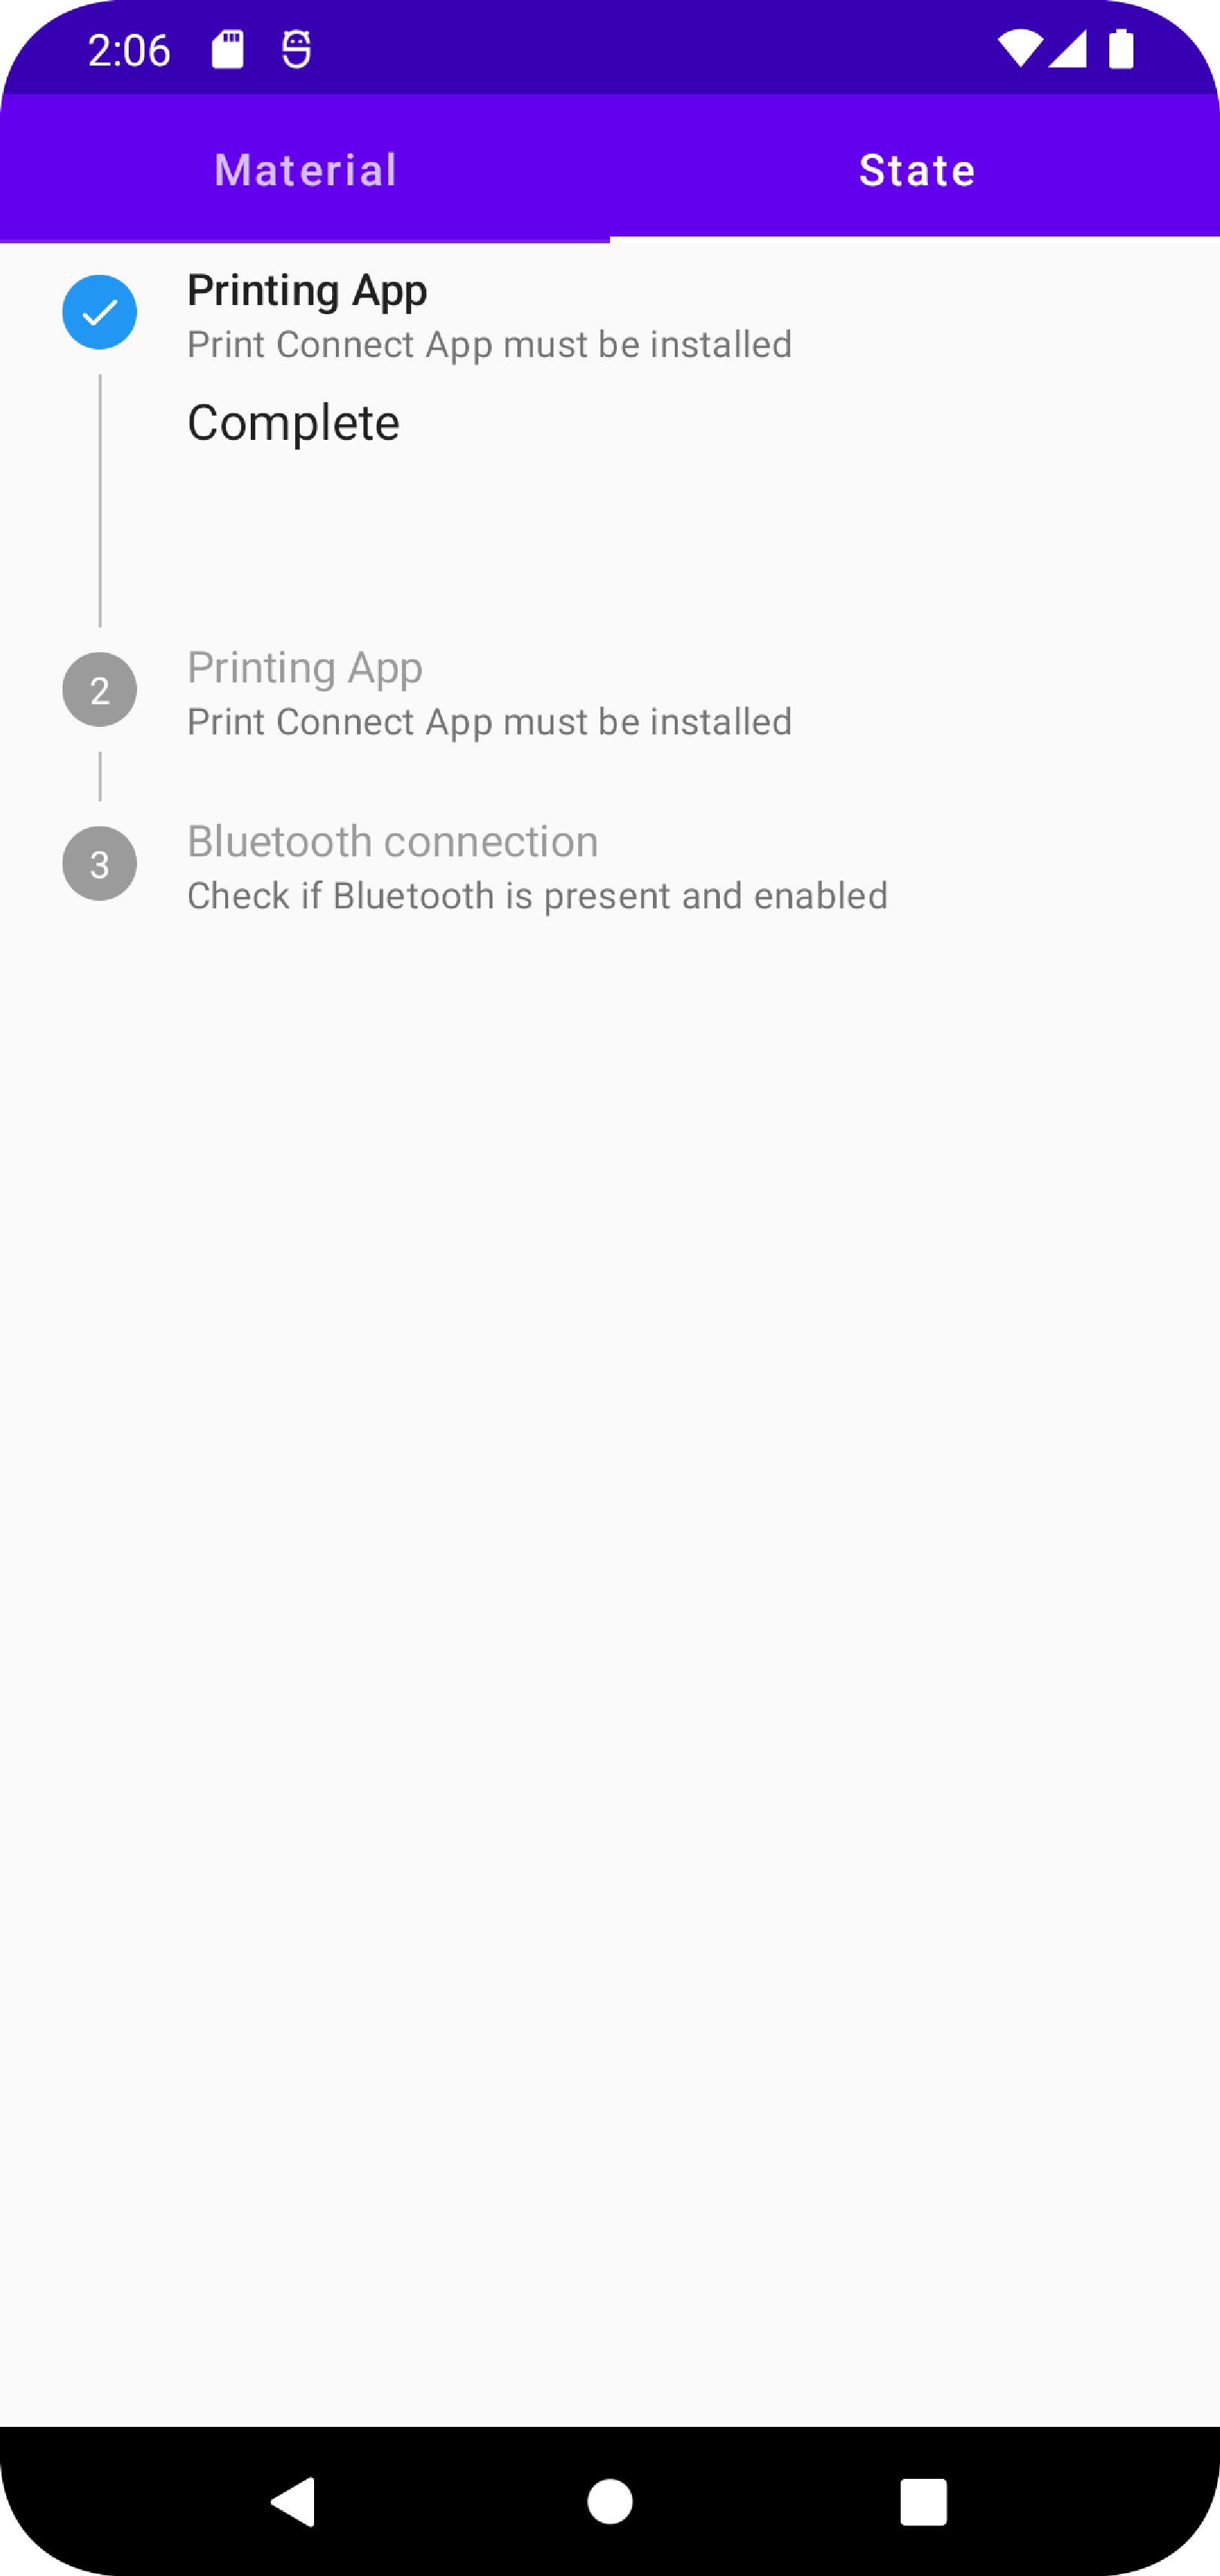 2:06
Material
State
Printing App
Print Connect App must be installed
Complete
2
Printing App
Print Connect App must be installed
3
Bluetooth connection
Check if Bluetooth is present and enabled